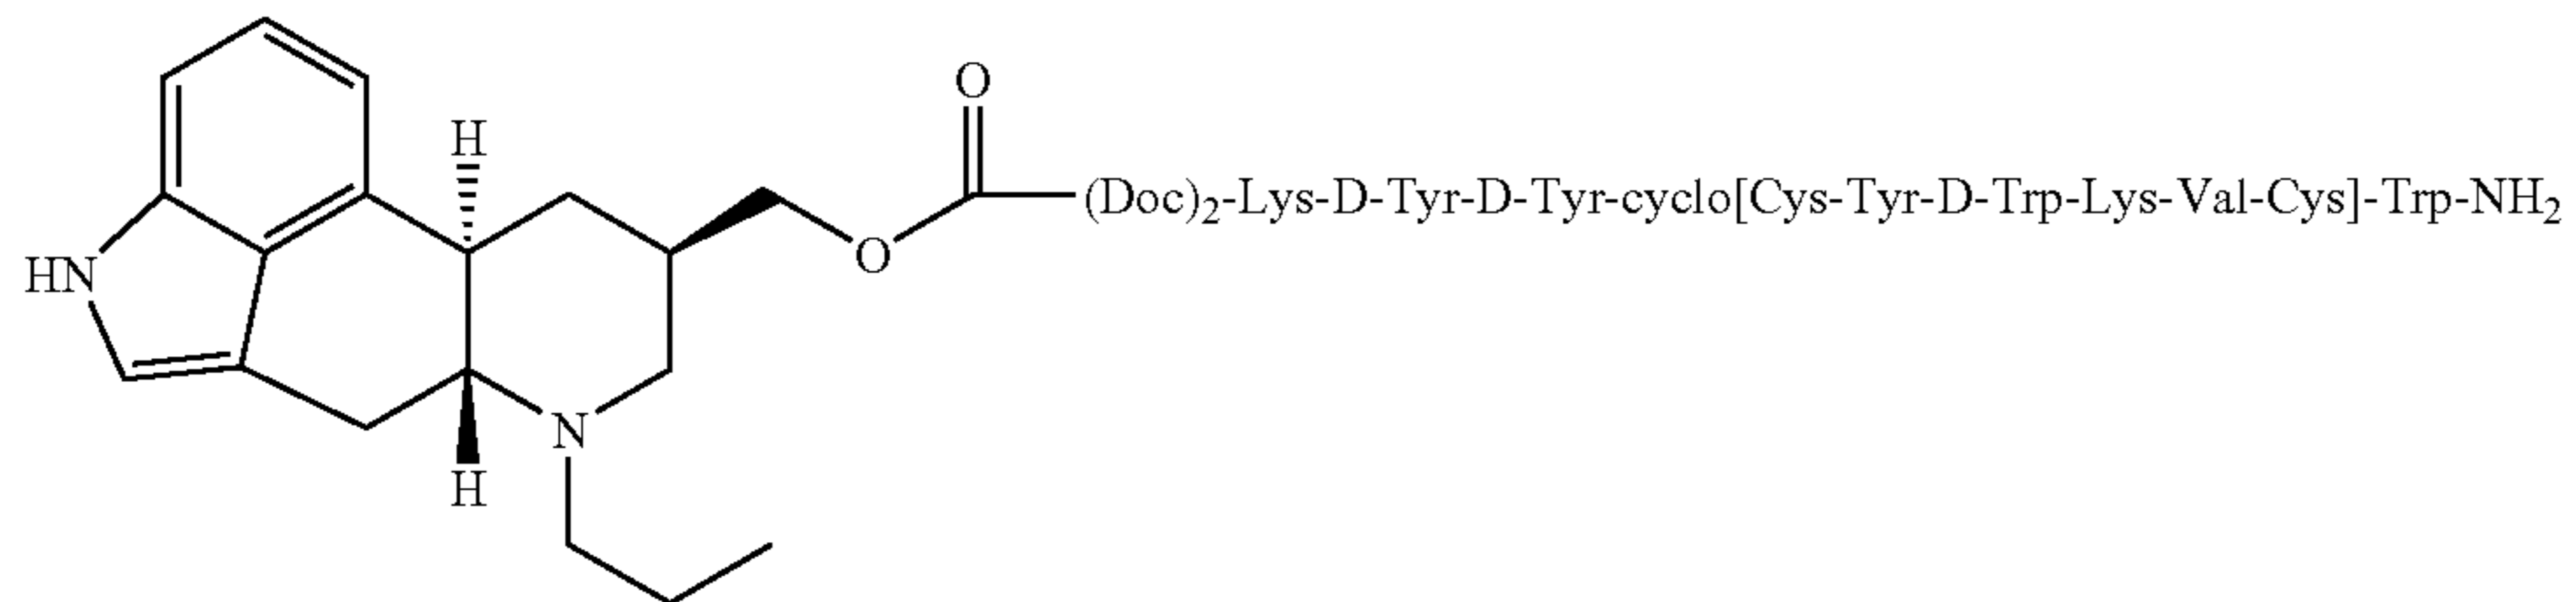 O
H
(Doc)₂-Lys-D-Tyr-D-Tyr-cyclo[Cys-Tyr-D-Trp-Lys-Val-Cys]-Trp-NH₂
O
HN
N
H